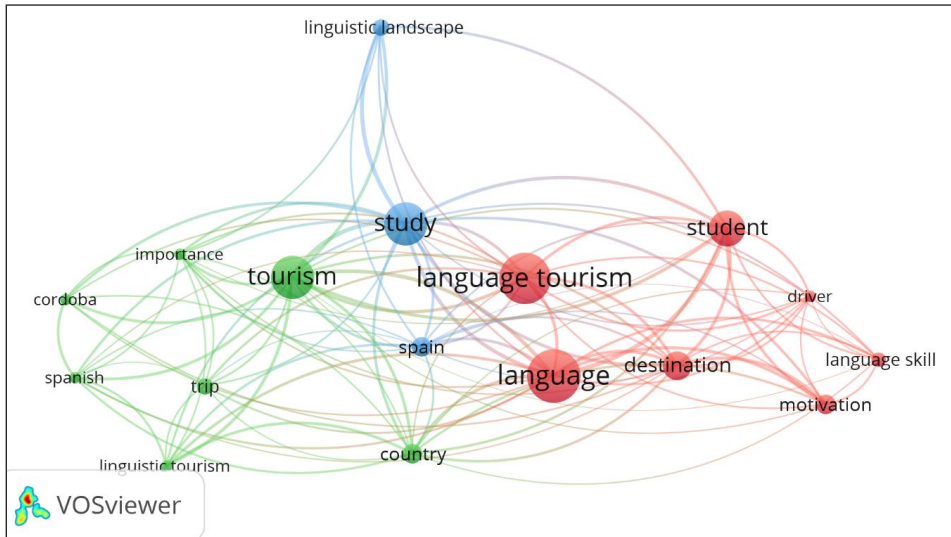 linguistic landscape
study
student
importance
tourism
language tourism
cordoba
driver
spain
language skill
destination
spanish
trip
language
motivation
country
linguistic tourism
VOSviewer